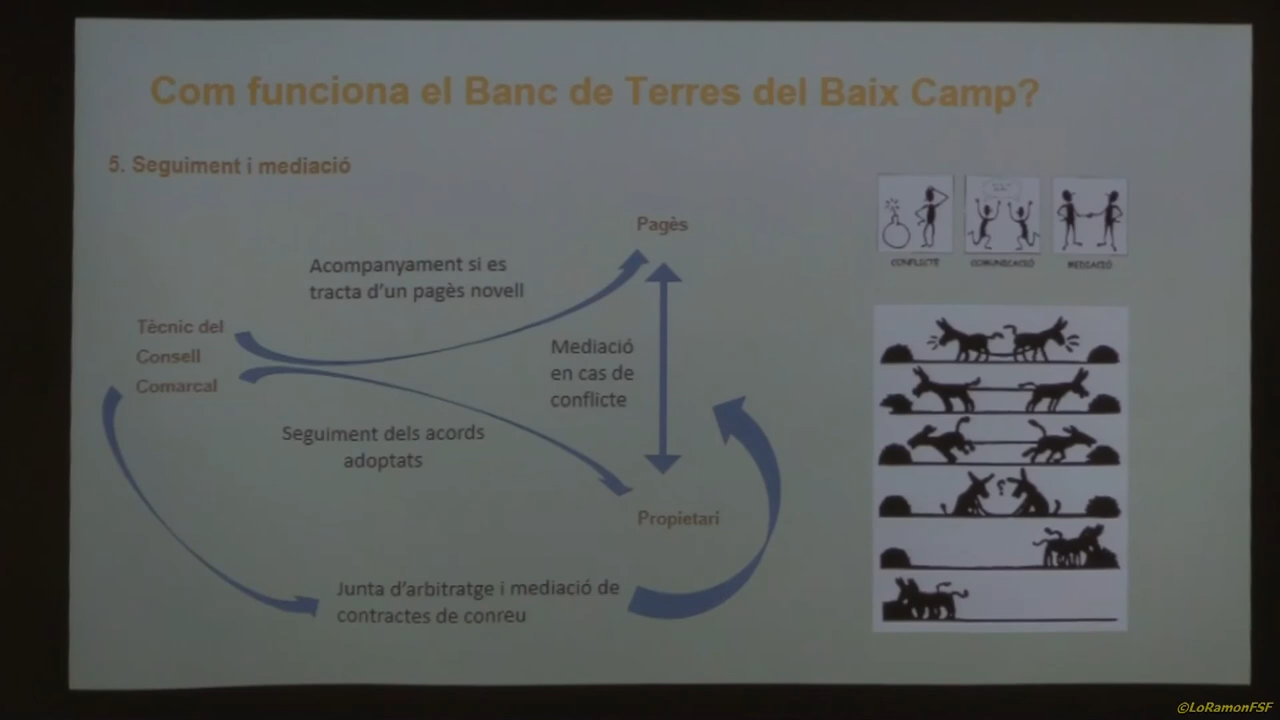 Com funciona el Banc de Terres del Baix Camp?
5. Seguiment i mediació
Pagès
Acompanyament si es
tracta d'un pagès novell
Tècnic del
Consell
Comarcal
Mediació
en cas de
conflicte
Seguiment dels acords
adoptats
Propietari
Junta d'arbitratge i mediació de
contractes de conreu
CONFLICTE
COMUNICACIÓ
MEDIACIÓ
?
©LoRamonFSF